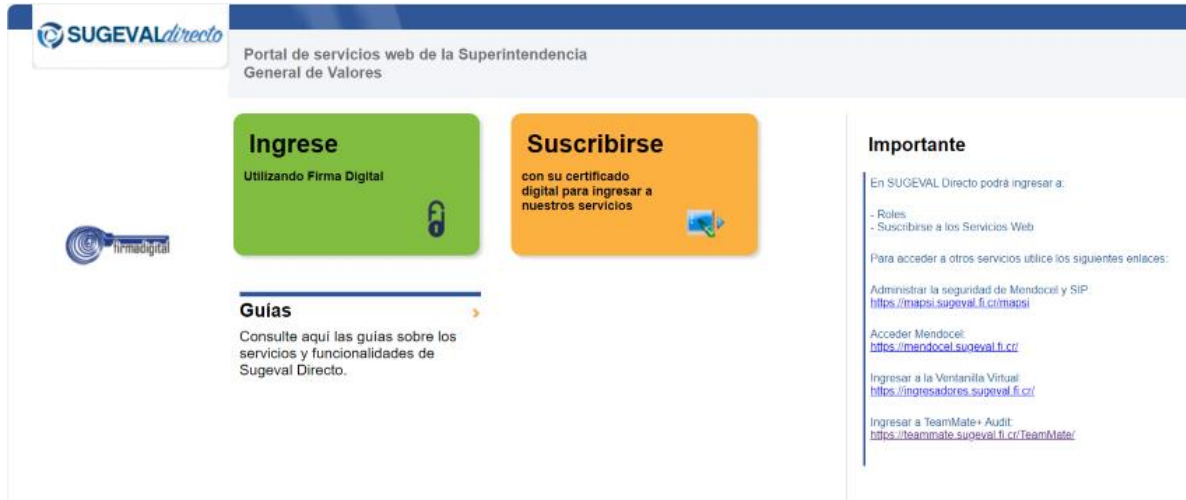 SUGEVALdirecto
Portal de servicios web de la Superintendencia
General de Valores
Ingrese
Utilizando Firma Digital
Suscribirse
con su certificado
digital para ingresar a
nuestros servicios
firmadigital
Guías
Consulte aquí las guías sobre los
servicios y funcionalidades de
Sugeval Directo.
Importante
En SUGEVAL Directo podrá ingresar a:
- Roles
- Suscribirse a los Servicios Web
Para acceder a otros servicios utilice los siguientes enlaces:
Administrar la seguridad de Mendocel y SIP:
https://mapsi.sugeval.fi.cr/mapsi
Acceder Mendocel:
https://mendocel.sugeval.fi.cr/
Ingresar a la Ventanilla Virtual:
https://ingresadores.sugeval.fi.cr/
Ingresar a TeamMate+ Audit:
https://teammate.sugeval.fi.cr/TeamMate/